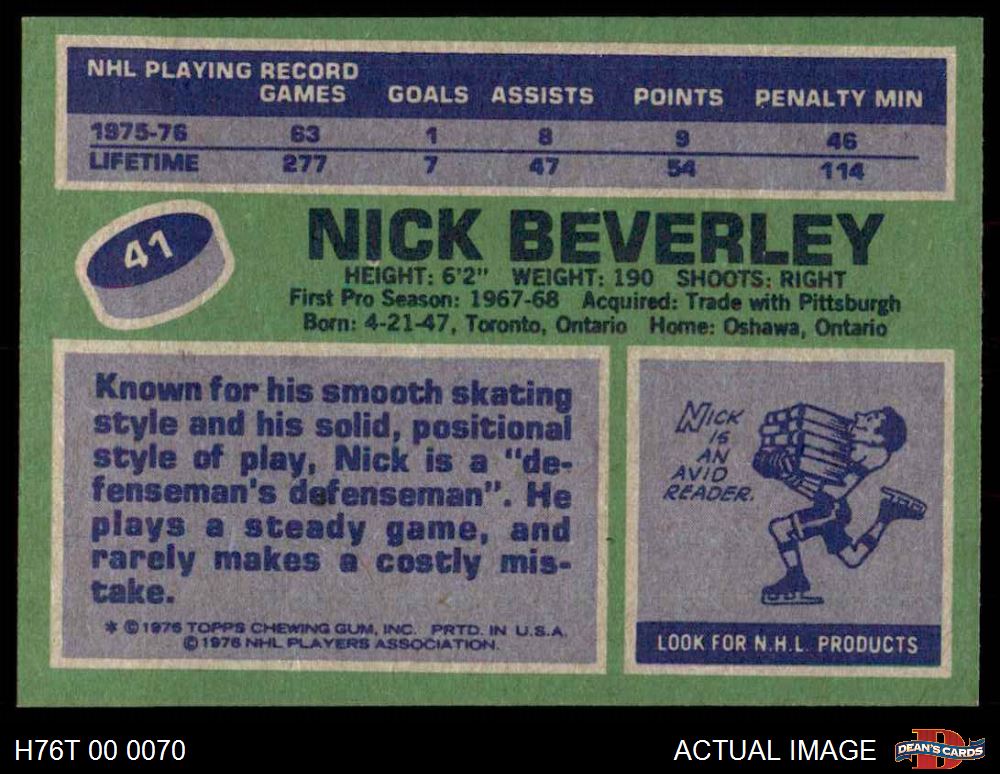 NHL PLAYING RECORD
GAMES GOALS ASSISTS POINTS PENALTY MIN
1975-76 63 1 8 9 46
LIFETIME 277 7 47 54 114
41
NICK BEVERLEY
HEIGHT: 6'2" WEIGHT: 190 SHOOTS: RIGHT
First Pro Season: 1967-68 Acquired: Trade with Pittsburgh
Born: 4-21-47, Toronto, Ontario Home: Oshawa, Ontario
Known for his smooth skating
style and his solid, positional
style of play, Nick is a "de-
fenseman's defenseman". He
plays a steady game, and
rarely makes a costly mis-
take.
* © 1976 TOPPS CHEWING GUM, INC. PRTD. IN U.S.A.
© 1976 NHL PLAYERS ASSOCIATION.
NICK
IS
AN
AVID
READER.
LOOK FOR N.H.L. PRODUCTS
H76T 00 0070
ACTUAL IMAGE
D
DEAN'S CARDS